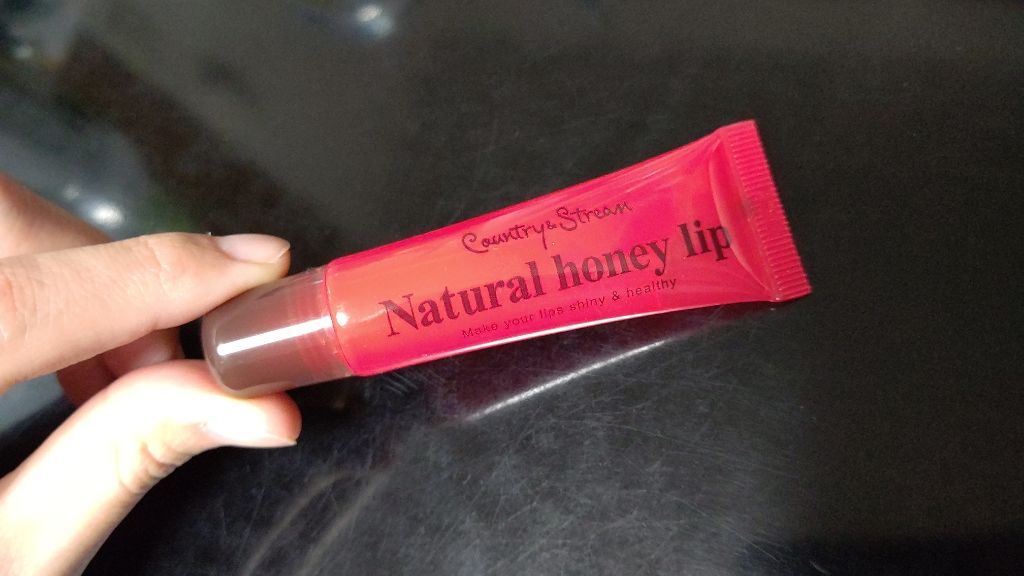 Country & Stream
Natural honey lip
Make your lips shiny & healthy